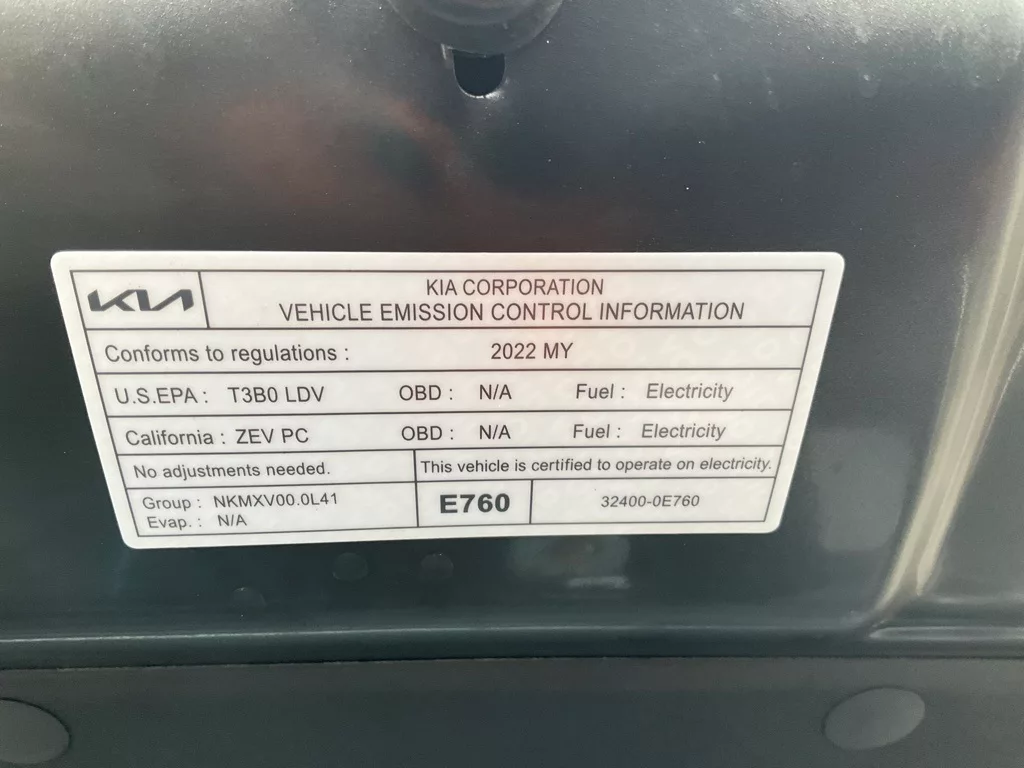 KIA
KIA CORPORATION
VEHICLE EMISSION CONTROL INFORMATION
Conforms to regulations : 2022 MY
U.S.EPA : T3B0 LDV OBD : N/A Fuel : Electricity
California : ZEV PC OBD : N/A Fuel : Electricity
No adjustments needed. This vehicle is certified to operate on electricity.
Group : NKMXV00.0L41
Evap. : N/A
E760 32400-0E760